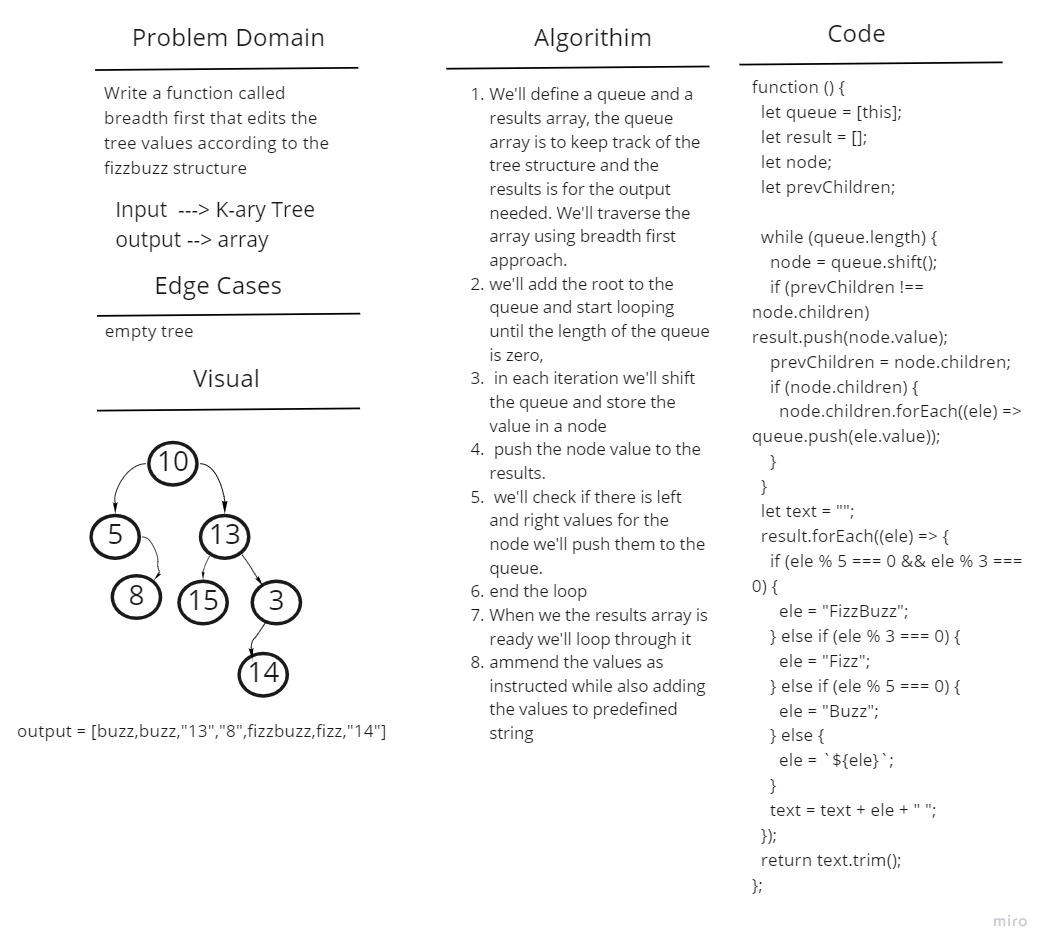 Problem Domain
Write a function called
breadth first that edits the
tree values according to the
fizzbuzz structure
Input ---> K-ary Tree
output --> array
Edge Cases
empty tree
Visual
10
5
13
8
15
3
14
output = [buzz,buzz,"13","8",fizzbuzz,fizz,"14"]
Algorithim
1. We'll define a queue and a
results array, the queue
array is to keep track of the
tree structure and the
results is for the output
needed. We'll traverse the
array using breadth first
approach.
2. we'll add the root to the
queue and start looping
until the length of the queue
is zero,
3. in each iteration we'll shift
the queue and store the
value in a node
4. push the node value to the
results.
5. we'll check if there is left
and right values for the
node we'll push them to the
queue.
6. end the loop
7. When we the results array is
ready we'll loop through it
8. ammend the values as
instructed while also adding
the values to predefined
string
Code
function () {
let queue = [this];
let result = [];
let node;
let prevChildren;
while (queue.length) {
node = queue.shift();
if (prevChildren !==
node.children)
result.push(node.value);
prevChildren = node.children;
if (node.children) {
node.children.forEach((ele) =>
queue.push(ele.value));
}
}
let text = "";
result.forEach((ele) => {
if (ele % 5 === 0 && ele % 3 ===
0) {
ele = "FizzBuzz";
} else if (ele % 3 === 0) {
ele = "Fizz";
} else if (ele % 5 === 0) {
ele = "Buzz";
} else {
ele = `${ele}`;
}
text = text + ele + " ";
});
return text.trim();
};
miro